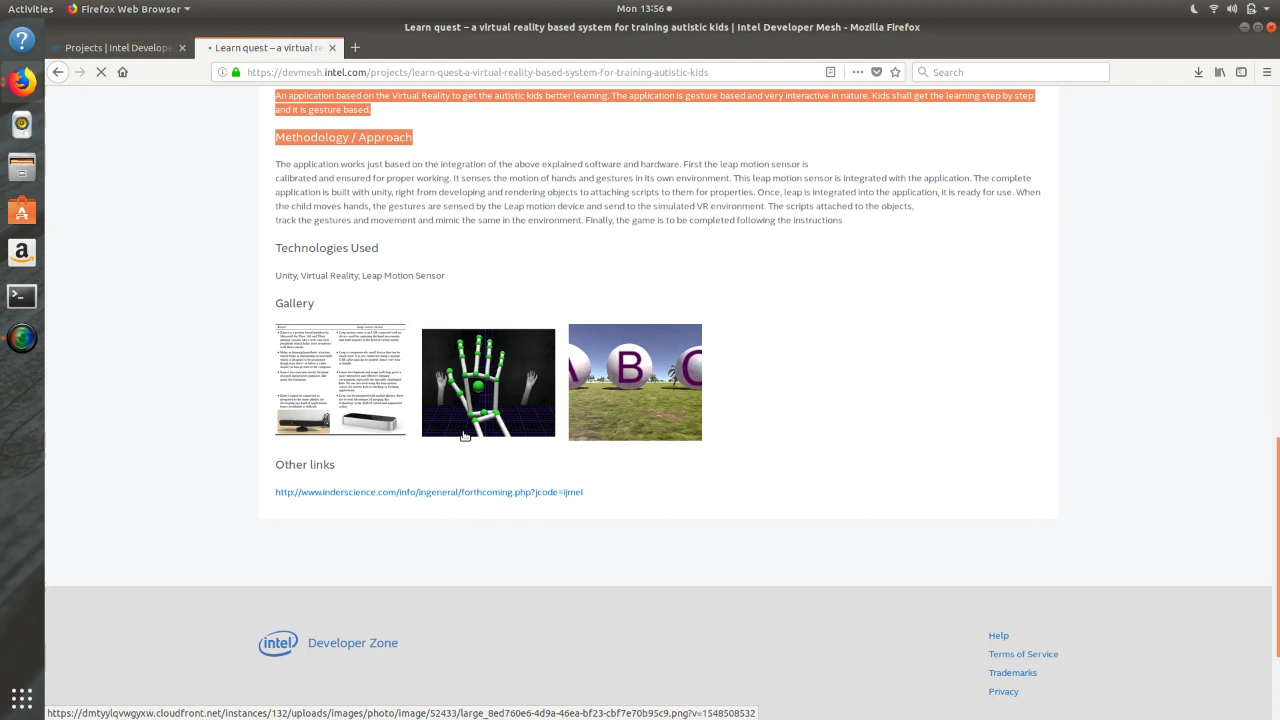 Activities
Firefox Web Browser
Mon 13:56
Learn quest – a virtual reality based system for training autistic kids | Intel Developer Mesh - Mozilla Firefox
Projects | Intel Develope
Learn quest – a virtual re
https://devmesh.intel.com/projects/learn-quest-a-virtual-reality-based-system-for-training-autistic-kids
Search
An application based on the Virtual Reality to get the autistic kids better learning. The application is gesture based and very interactive in nature. Kids shall get the learning step by step
and it is gesture based.
Methodology / Approach
The application works just based on the integration of the above explained software and hardware. First the leap motion sensor is
calibrated and ensured for proper working. It senses the motion of hands and gestures in its own environment. This leap motion sensor is integrated with the application. The complete
application is built with unity, right from developing and rendering objects to attaching scripts to them for properties. Once, leap is integrated into the application, it is ready for use. When
the child moves hands, the gestures are sensed by the Leap motion device and send to the simulated VR environment. The scripts attached to the objects,
track the gestures and movement and mimic the same in the environment. Finally, the game is to be completed following the instructions
Technologies Used
Unity, Virtual Reality, Leap Motion Sensor
Gallery
A B C
Other links
http://www.inderscience.com/info/ingeneral/forthcoming.php?jcode=ijmei
intel Developer Zone
Help
Terms of Service
Trademarks
Privacy
https://dmtyylqvwgyxw.cloudfront.net/instances/132/uploads/images/photo/image/52433/large_8ed760e6-4d9a-46ea-bf23-cbf7e70b95c9.png?v=1548508532